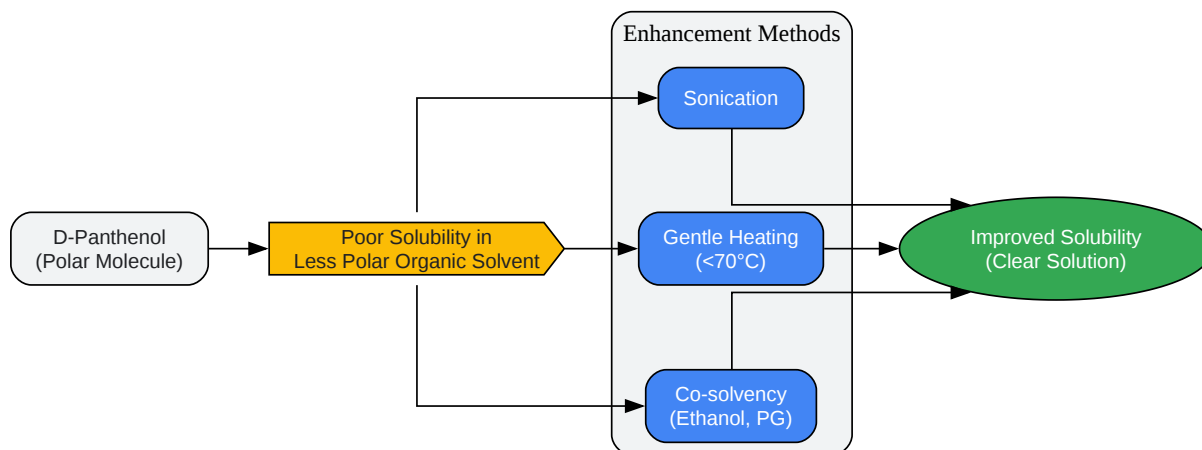 Enhancement Methods
Sonication
D-Panthenol
(Polar Molecule)
Poor Solubility in
Less Polar Organic Solvent
Gentle Heating
(<70°C)
Improved Solubility
(Clear Solution)
Co-solvency
(Ethanol, PG)